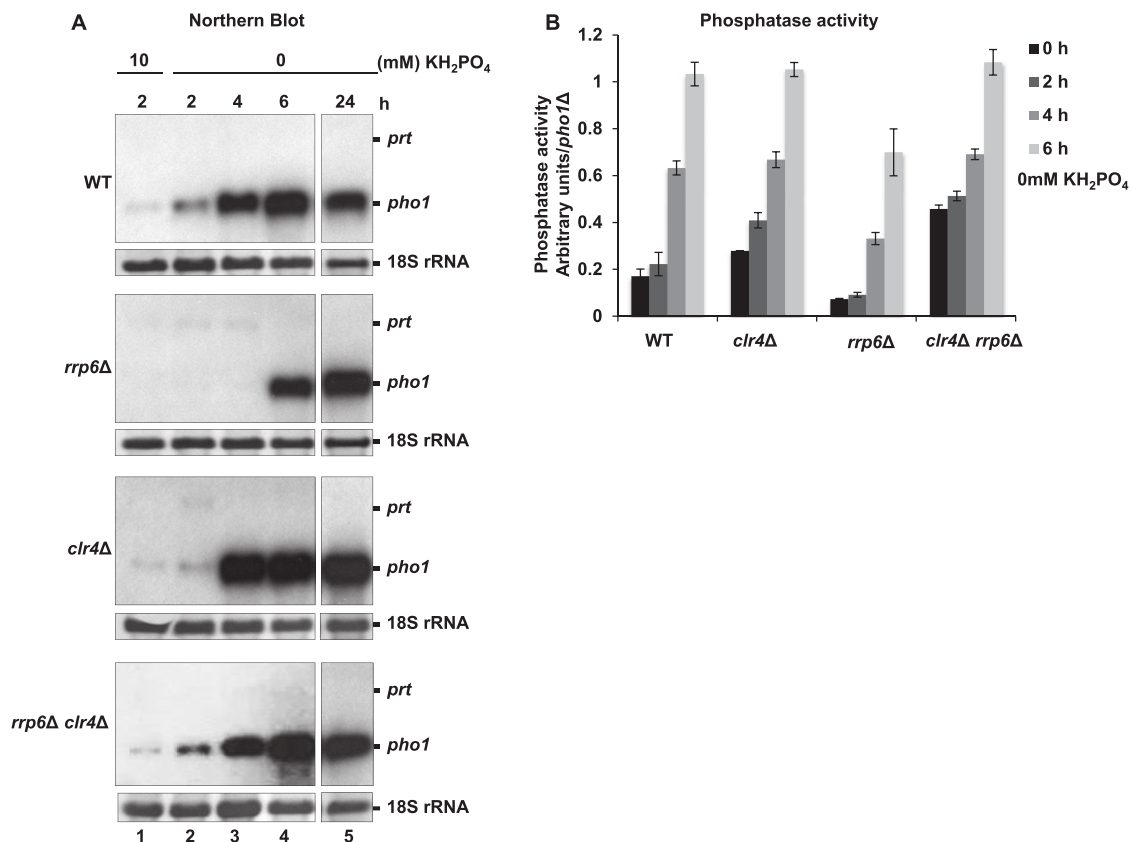 A
Northern Blot
10 0 (mM) KH₂PO₄
2 2 4 6 24 h
WT
prt
pho1
18S rRNA
rrp6Δ
prt
pho1
18S rRNA
clr4Δ
prt
pho1
18S rRNA
rrp6Δ clr4Δ
prt
pho1
18S rRNA
1 2 3 4 5
B
Phosphatase activity
Phosphatase activity
Arbitrary units/pho1Δ
1.2
1
0.8
0.6
0.4
0.2
0
WT clr4Δ rrp6Δ clr4Δ rrp6Δ
0 h
2 h
4 h
6 h
0mM KH₂PO₄